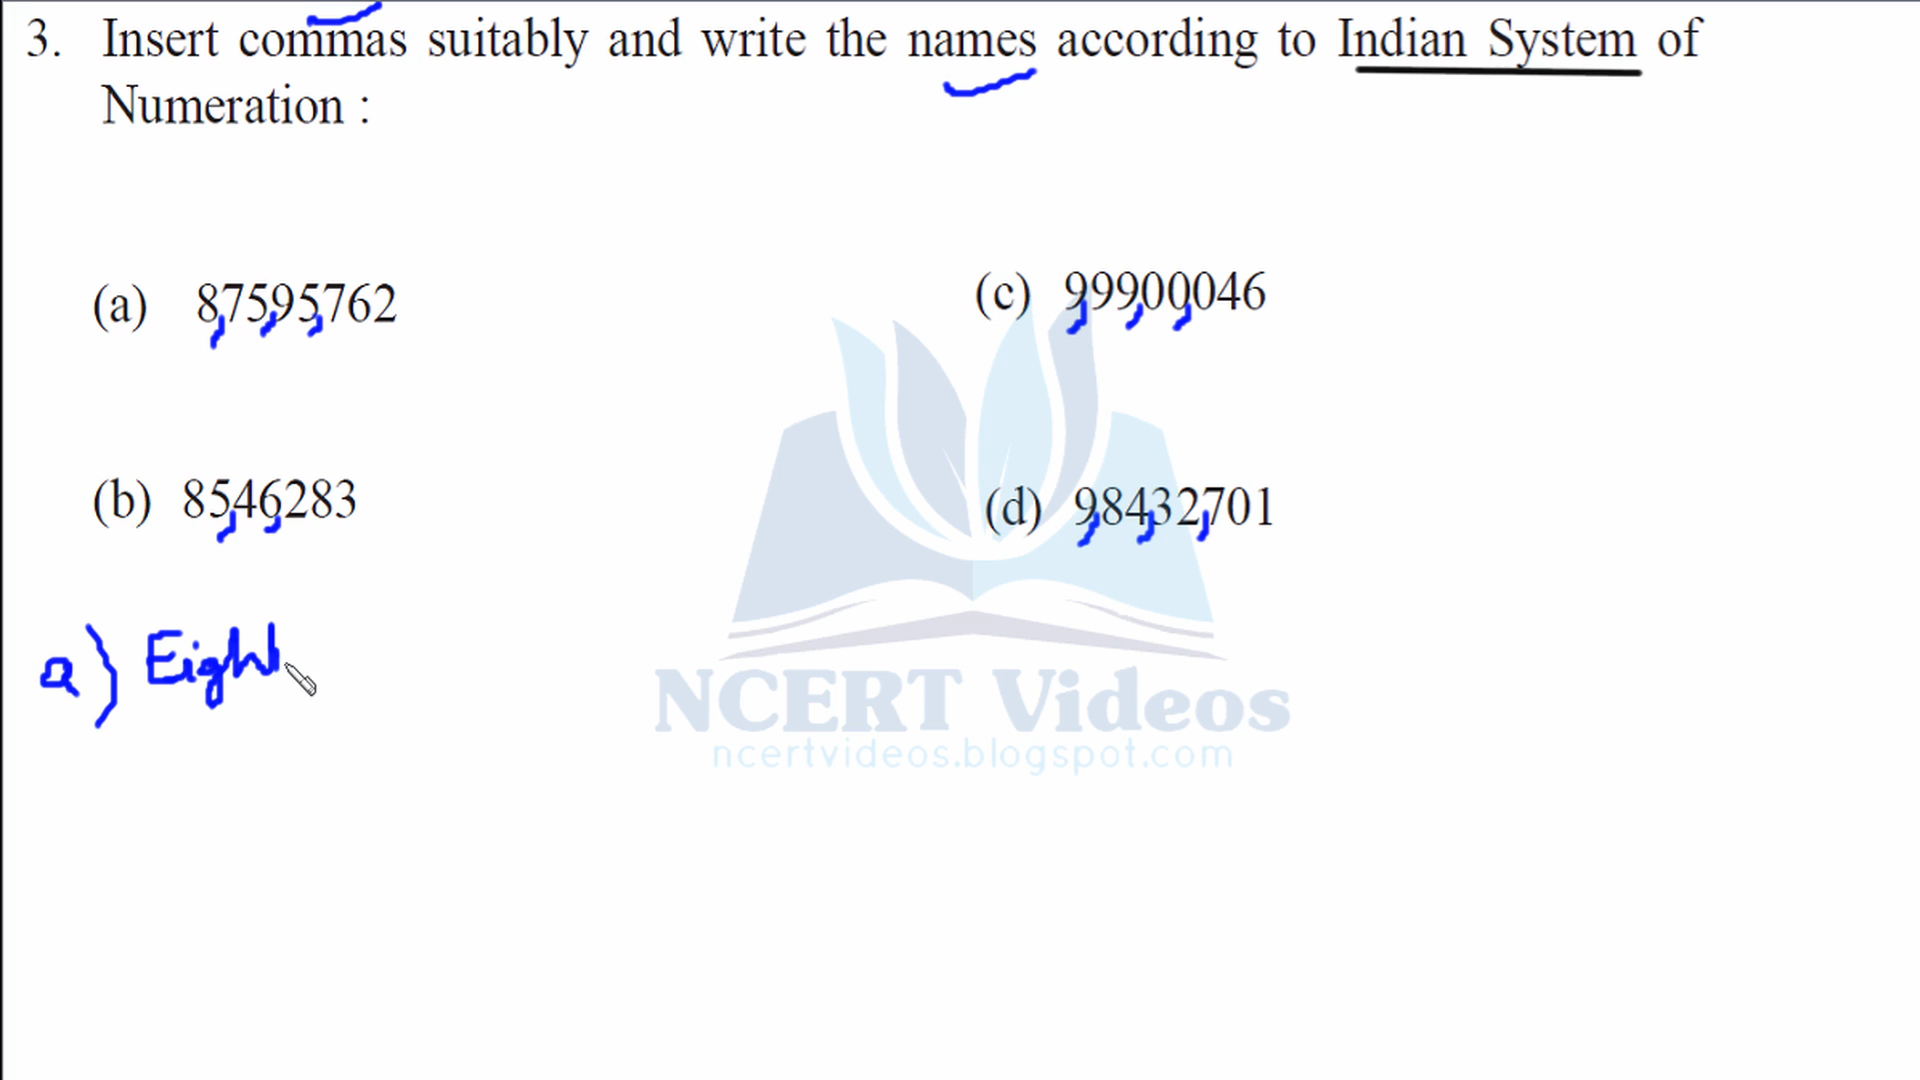 3. Insert commas suitably and write the names according to Indian System of
Numeration :
(a) 8,75,95,762
(c) 9,99,00,046
(b) 85,46,283
(d) 9,84,32,701
a) Eight
NCERT Videos
ncertvideos.blogspot.com